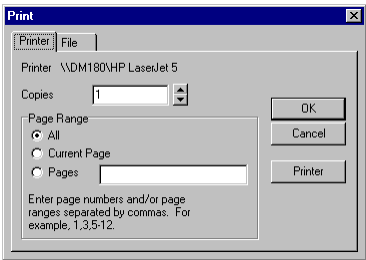 Print
Printer File
Printer \\DM180\HP LaserJet 5
Copies 1
Page Range
All
Current Page
Pages
Enter page numbers and/or page
ranges separated by commas. For
example, 1,3,5-12.
OK
Cancel
Printer